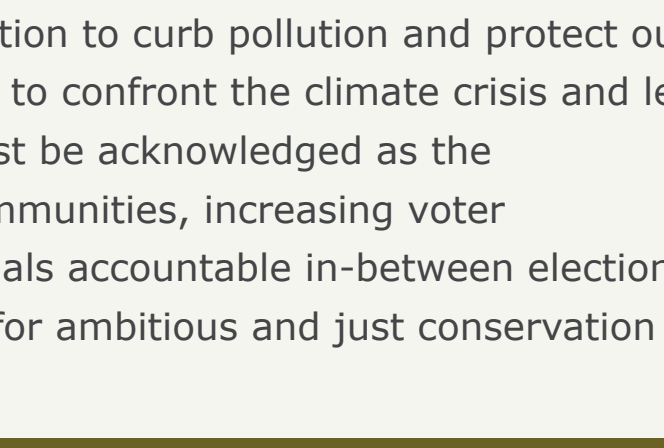 tion to curb pollution and protect ou
to confront the climate crisis and le
st be acknowledged as the
mmunities, increasing voter
als accountable in-between election
for ambitious and just conservation